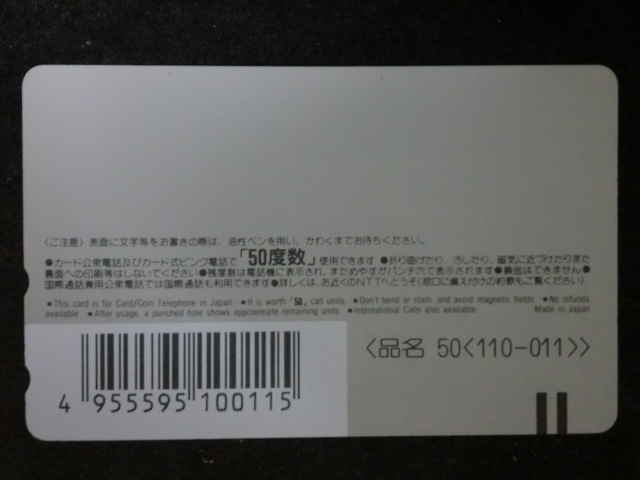 〈ご注意〉表面に文字等をお書きの際は、油性ペンを用い、かわくまでお待ちください。
●カード公衆電話及びカード式ピンク電話で「50度数」使用できます ●折り曲げたり、汚したり、磁気に近づけたりまた
裏面への印刷等はしないでください●残度数は電話機に表示され、まためやすがパンチ穴で表示されます●換金はできません●
国際通話兼用公衆電話では国際通話も利用できます●詳しくは、お近くのNTTへどうぞ(窓口に備え付けの約款もご覧ください)
■This card is for Card/Coin Telephone in Japan. ■It is worth「50」call units. ■Don't bend or stain and avoid magnetic fields. ■No refunds
available. ■After usage, a punched hole shows approximate remaining units. ■International Calls also available. Made in Japan
〈品名 50〈110-011〉〉
4 955595 100115